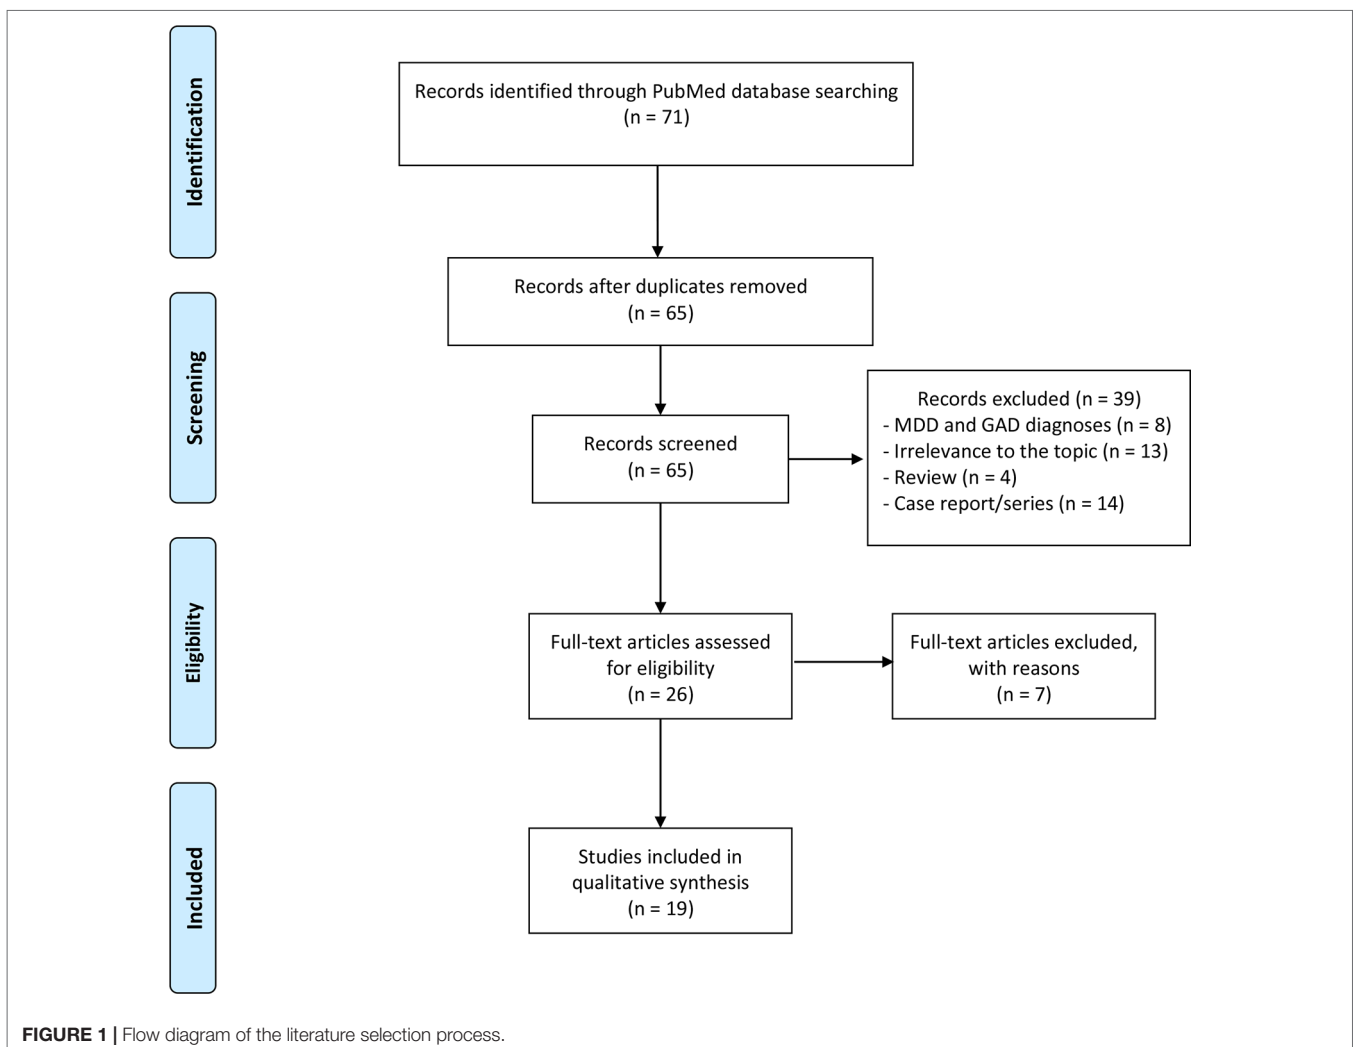 Identification
Records identified through PubMed database searching
(n = 71)
Records after duplicates removed
(n = 65)
Screening
Records screened
(n = 65)
Records excluded (n = 39)
- MDD and GAD diagnoses (n = 8)
- Irrelevance to the topic (n = 13)
- Review (n = 4)
- Case report/series (n = 14)
Eligibility
Full-text articles assessed
for eligibility
(n = 26)
Full-text articles excluded,
with reasons
(n = 7)
Included
Studies included in
qualitative synthesis
(n = 19)
FIGURE 1 | Flow diagram of the literature selection process.